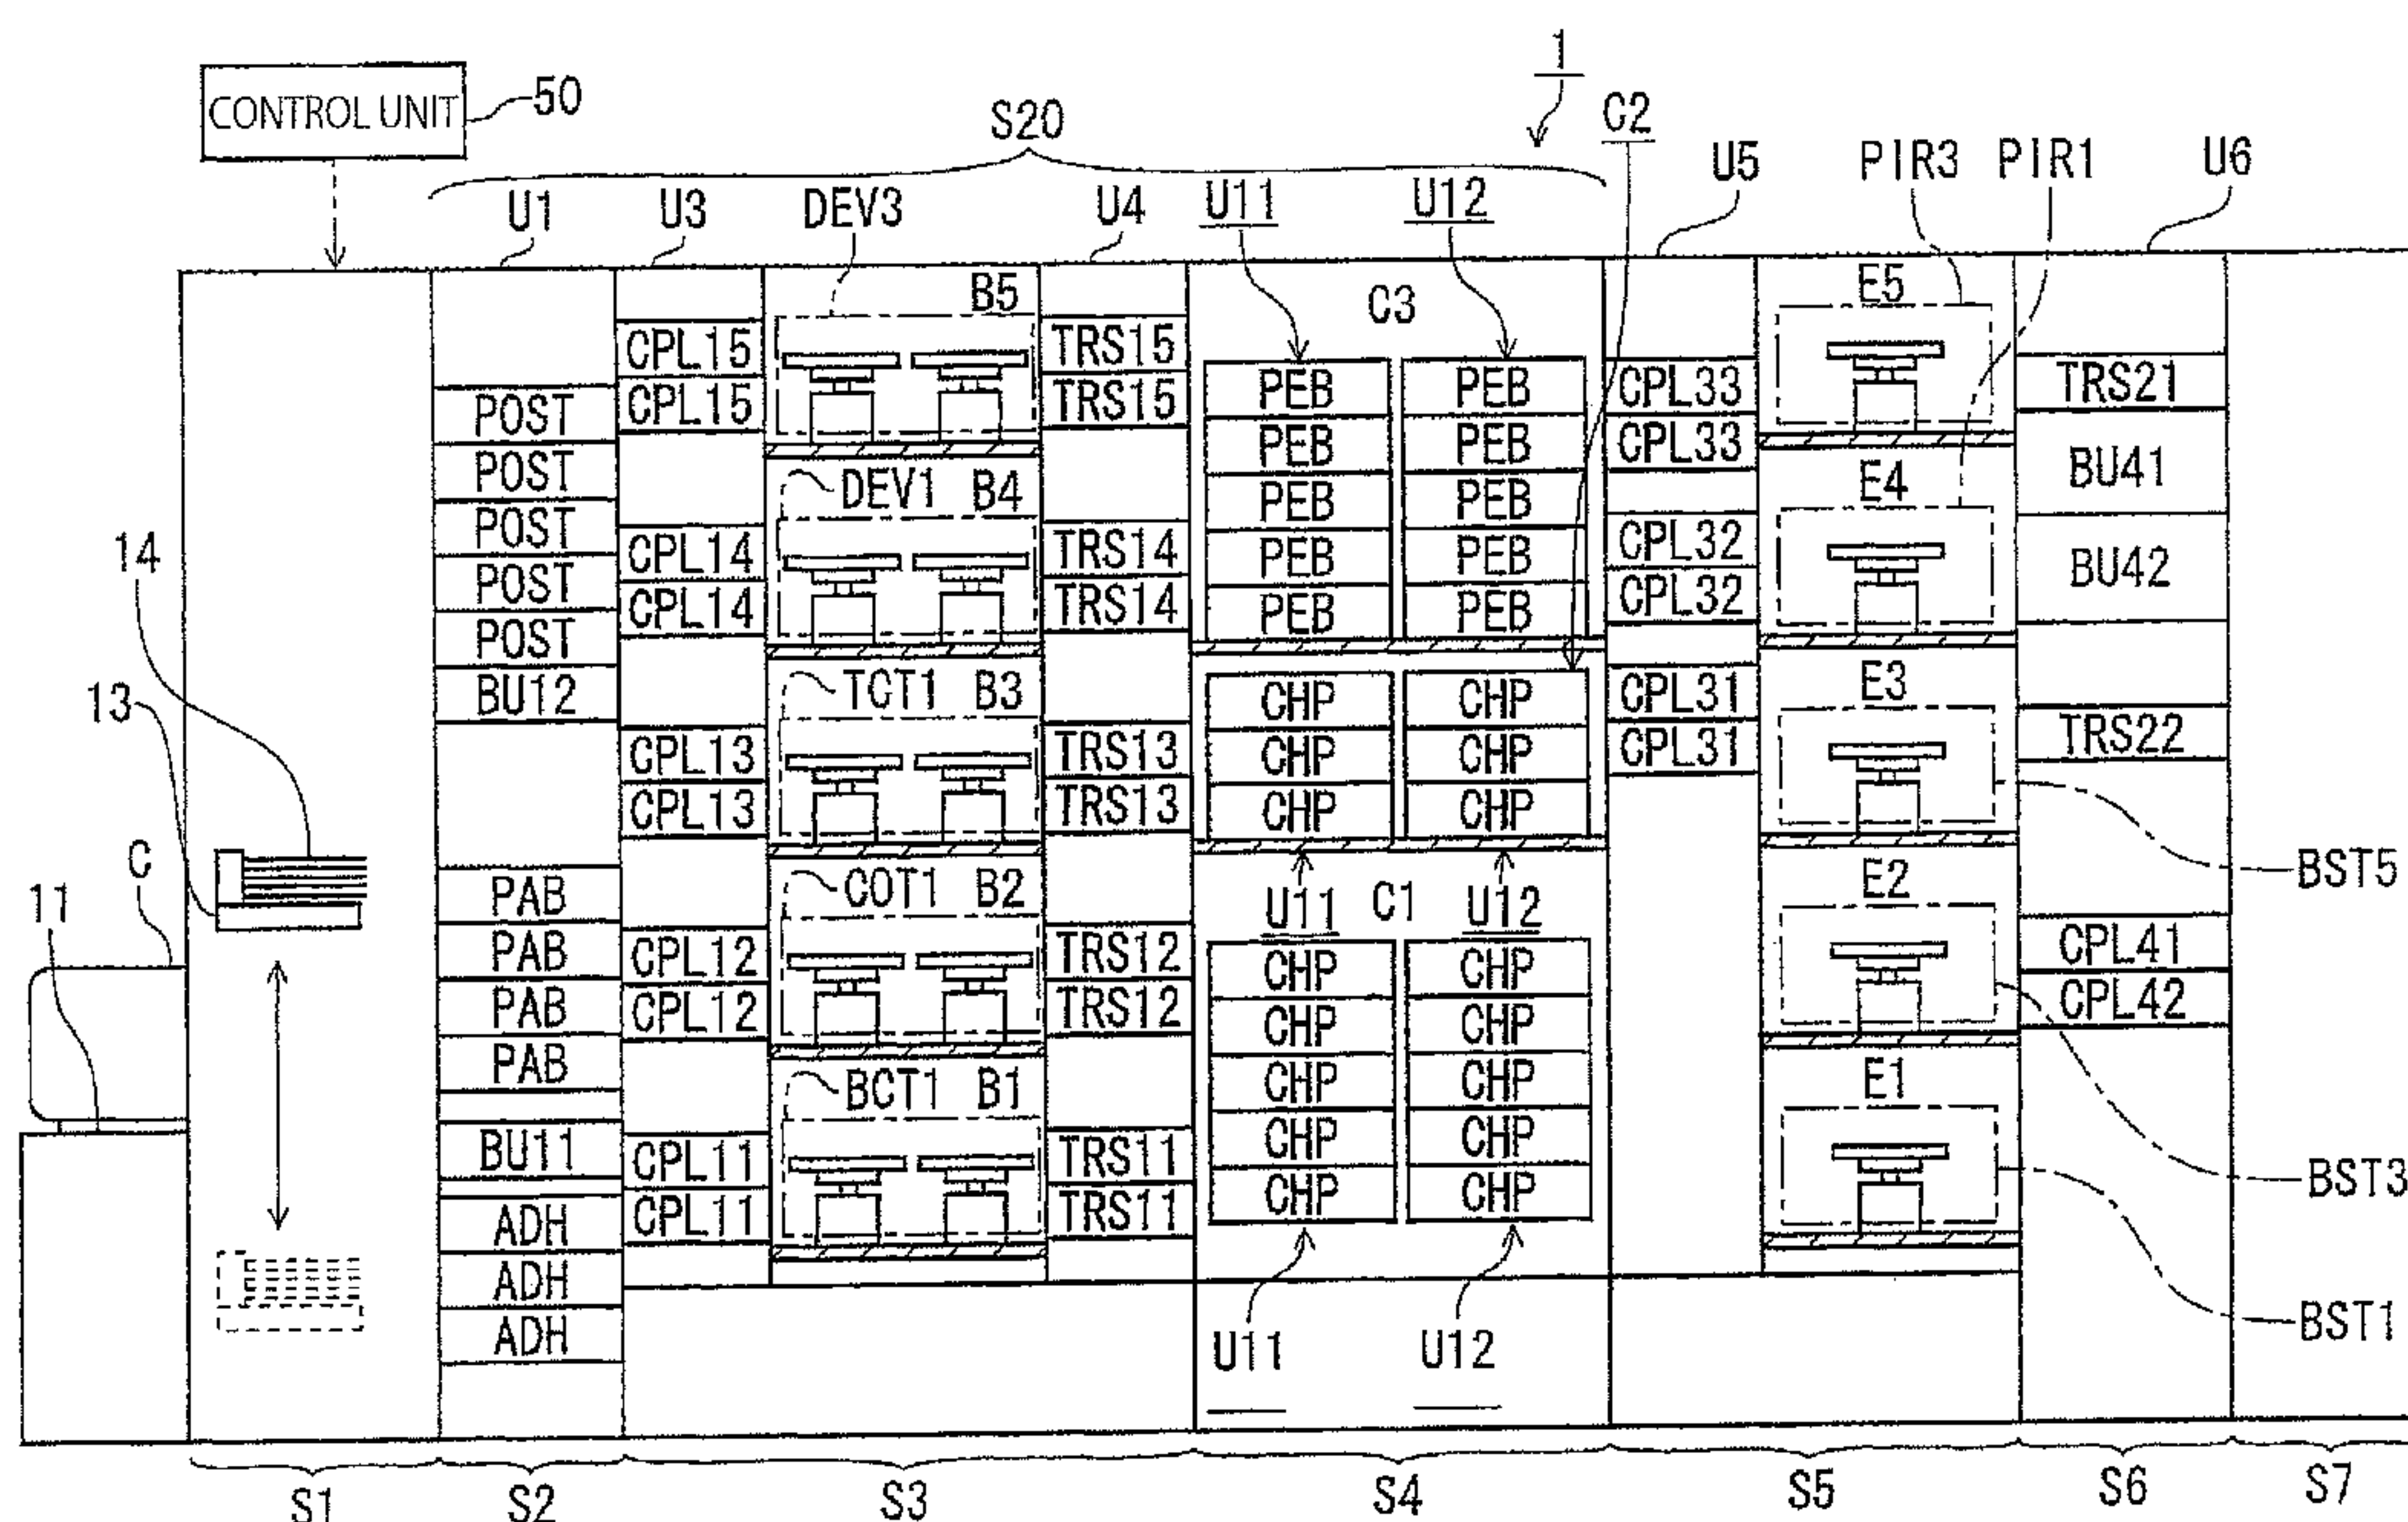 1
CONTROL UNIT
50
S20
C2
U1
U3
DEV3
U4
U11
U12
U5
PIR3
PIR1
U6
B5
C3
E5
CPL15
CPL15
TRS15
TRS15
PEB
PEB
PEB
PEB
PEB
PEB
PEB
PEB
PEB
PEB
CPL33
CPL33
TRS21
POST
POST
POST
POST
POST
BU12
DEV1
B4
E4
BU41
14
CPL14
CPL14
TRS14
TRS14
CPL32
CPL32
BU42
13
TCT1
B3
CHP
CHP
CHP
CHP
CHP
CHP
CPL31
CPL31
E3
TRS22
CPL13
CPL13
TRS13
TRS13
C
11
PAB
PAB
PAB
PAB
COT1
B2
U11
C1
U12
E2
BST5
CPL12
CPL12
TRS12
TRS12
CHP
CHP
CHP
CHP
CHP
CHP
CHP
CHP
CHP
CHP
CPL41
CPL42
BCT1
B1
E1
BU11
CPL11
CPL11
TRS11
TRS11
BST3
ADH
ADH
ADH
U11
U12
BST1
S1
S2
S3
S4
S5
S6
S7